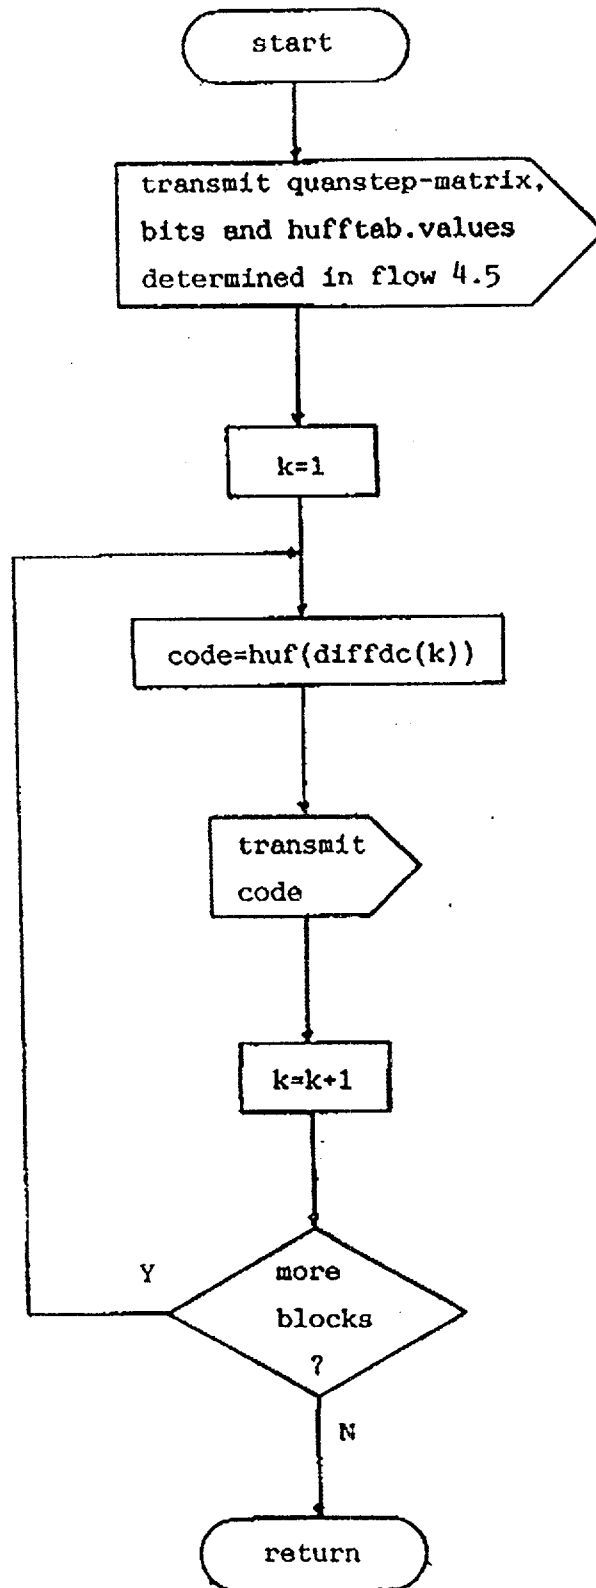 start
transmit quanstep-matrix,
bits and hufftab.values
determined in flow 4.5
k=1
code=huf(diffdc(k))
transmit
code
k=k+1
Y
more
blocks
?
N
return